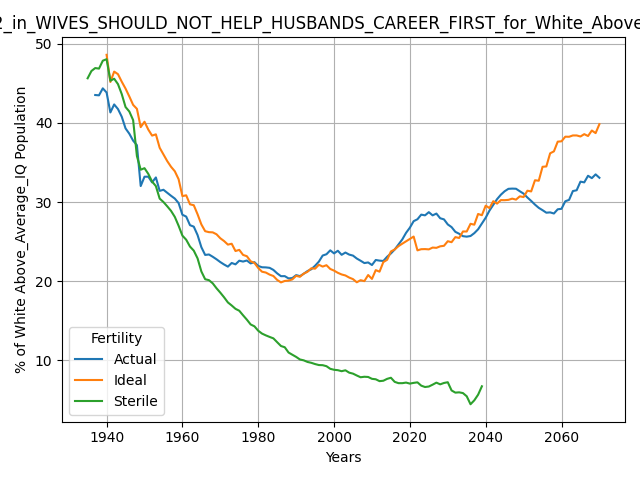 2_in_WIVES_SHOULD_NOT_HELP_HUSBANDS_CAREER_FIRST_for_White_Above
% of White Above_Average_IQ Population
50
40
30
20
10
Fertility
Actual
Ideal
Sterile
1940 1960 1980 2000 2020 2040 2060
Years